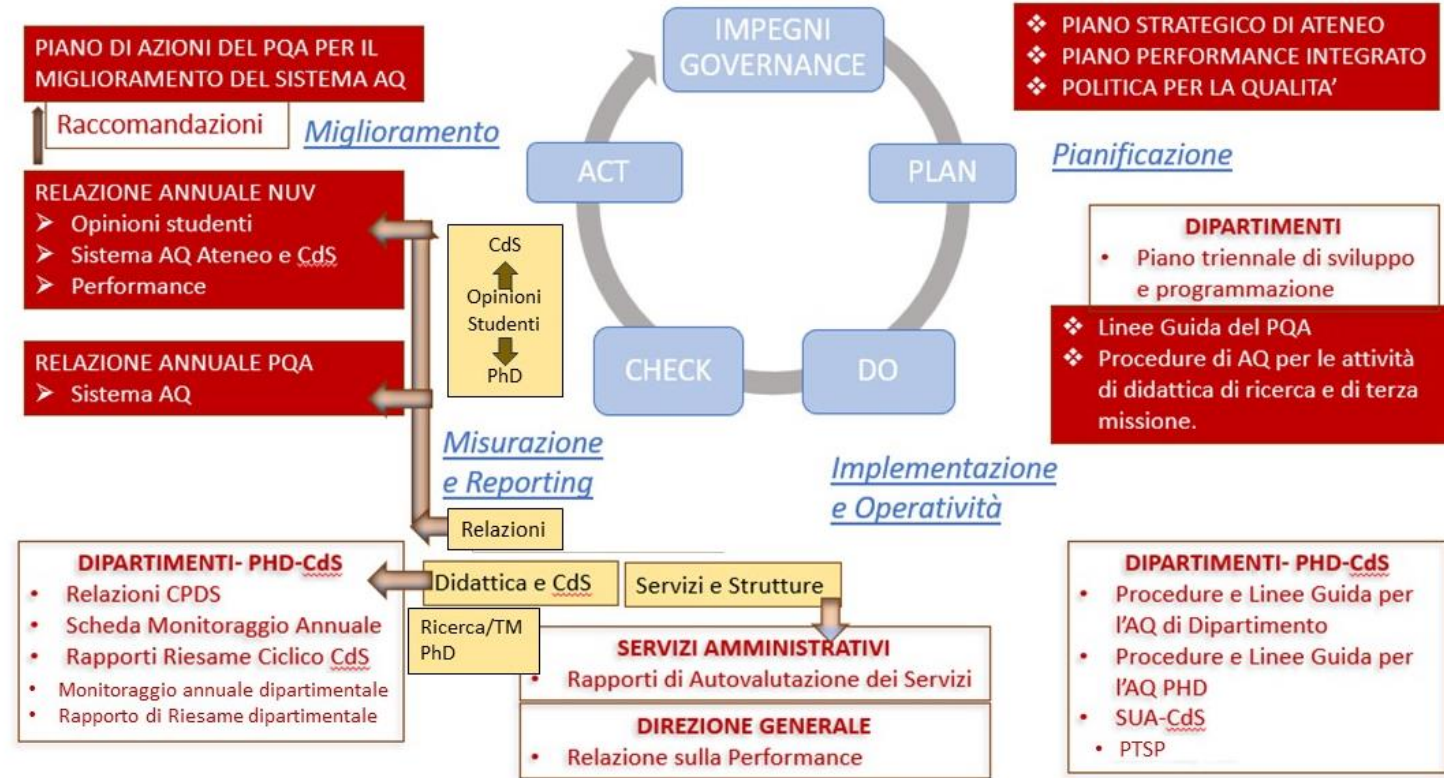 PIANO DI AZIONI DEL PQA PER IL
MIGLIORAMENTO DEL SISTEMA AQ
Raccomandazioni
Miglioramento
RELAZIONE ANNUALE NUV
➢ Opinioni studenti
➢ Sistema AQ Ateneo e CdS
➢ Performance
RELAZIONE ANNUALE PQA
➢ Sistema AQ
CdS
Opinioni
Studenti
PhD
IMPEGNI
GOVERNANCE
PLAN
DO
CHECK
ACT
❖ PIANO STRATEGICO DI ATENEO
❖ PIANO PERFORMANCE INTEGRATO
❖ POLITICA PER LA QUALITA’
Pianificazione
DIPARTIMENTI
• Piano triennale di sviluppo
e programmazione
❖ Linee Guida del PQA
❖ Procedure di AQ per le attività
di didattica di ricerca e di terza
missione.
Misurazione
e Reporting
Implementazione
e Operatività
Relazioni
Didattica e CdS
Servizi e Strutture
Ricerca/TM
PhD
DIPARTIMENTI- PHD-CdS
• Relazioni CPDS
• Scheda Monitoraggio Annuale
• Rapporti Riesame Ciclico CdS
• Monitoraggio annuale dipartimentale
• Rapporto di Riesame dipartimentale
SERVIZI AMMINISTRATIVI
• Rapporti di Autovalutazione dei Servizi
DIREZIONE GENERALE
• Relazione sulla Performance
DIPARTIMENTI- PHD-CdS
• Procedure e Linee Guida per
l’AQ di Dipartimento
• Procedure e Linee Guida per
l’AQ PHD
• SUA-CdS
• PTSP